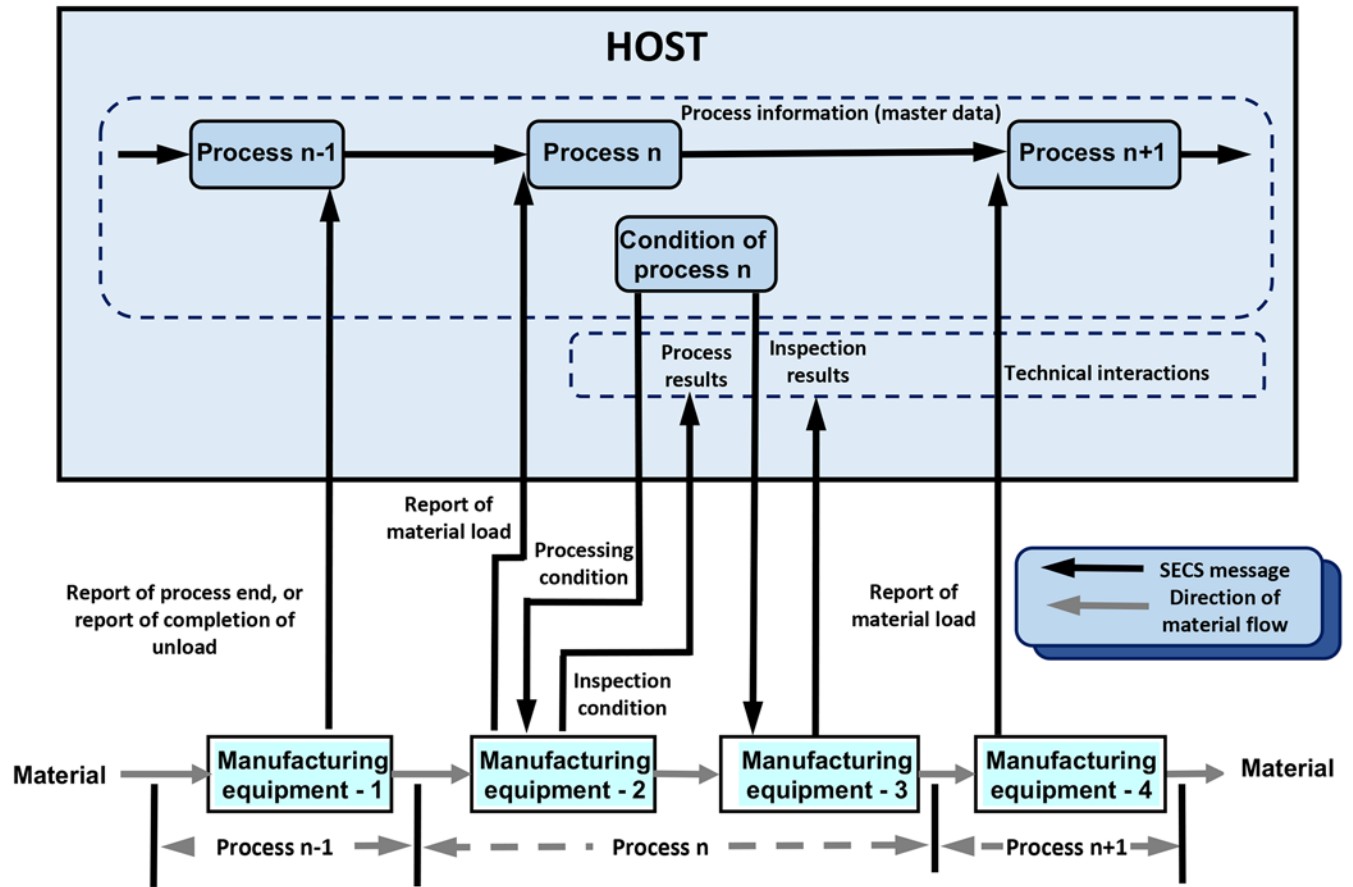 HOST
Process information (master data)
Process n-1
Process n
Process n+1
Condition of
process n
Process
results
Inspection
results
Technical interactions
Report of
material load
Processing
condition
Report of process end, or
report of completion of
unload
Inspection
condition
Report of
material load
SECS message
Direction of
material flow
Material
Manufacturing
equipment - 1
Manufacturing
equipment - 2
Manufacturing
equipment - 3
Manufacturing
equipment - 4
Material
Process n-1
Process n
Process n+1